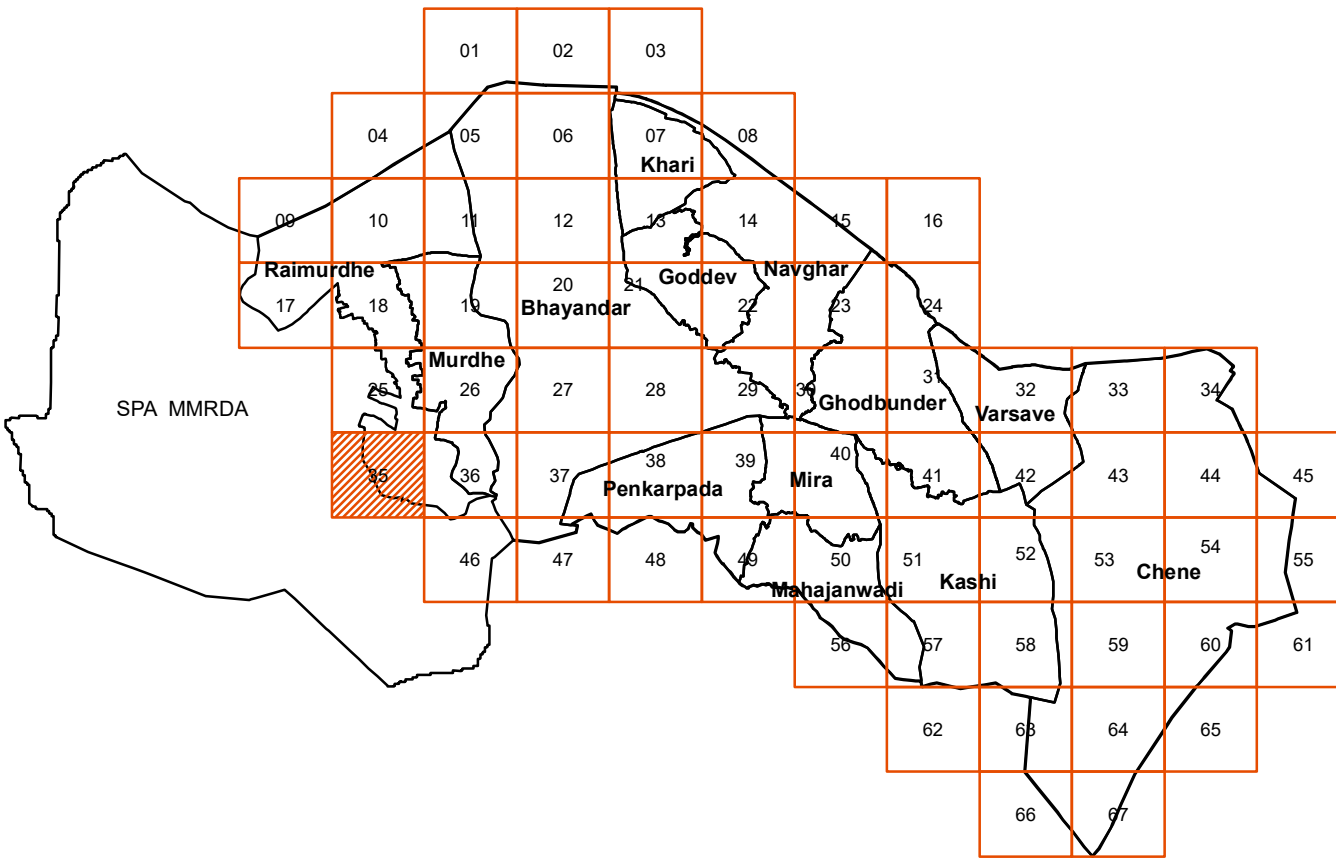 01 02 03
04 05 06 07 08
Khari
09 10 11 12 13 14 15 16
Raimurdhe Goddev Navghar
17 18 19 20 21 22 23 24
Bhayandar
Murdhe
25 26 27 28 29 30 31 32 33 34
SPA MMRDA
Ghodbunder Varsave
35 36 37 38 39 40 41 42 43 44 45
Penkarpada Mira
46 47 48 49 50 51 52 53 54 55
Mahajanwadi Kashi Chene
56 57 58 59 60 61
62 63 64 65
66 67